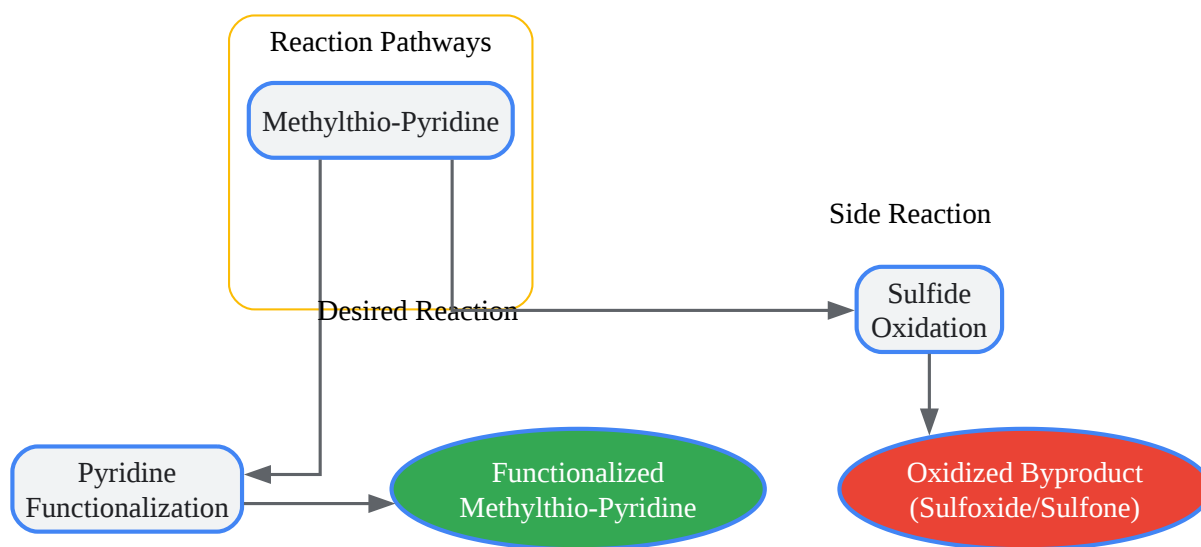 Reaction Pathways
Methylthio-Pyridine
Side Reaction
Sulfide
Oxidation
Desired Reaction
Pyridine
Functionalization
Functionalized
Methylthio-Pyridine
Oxidized Byproduct
(Sulfoxide/Sulfone)